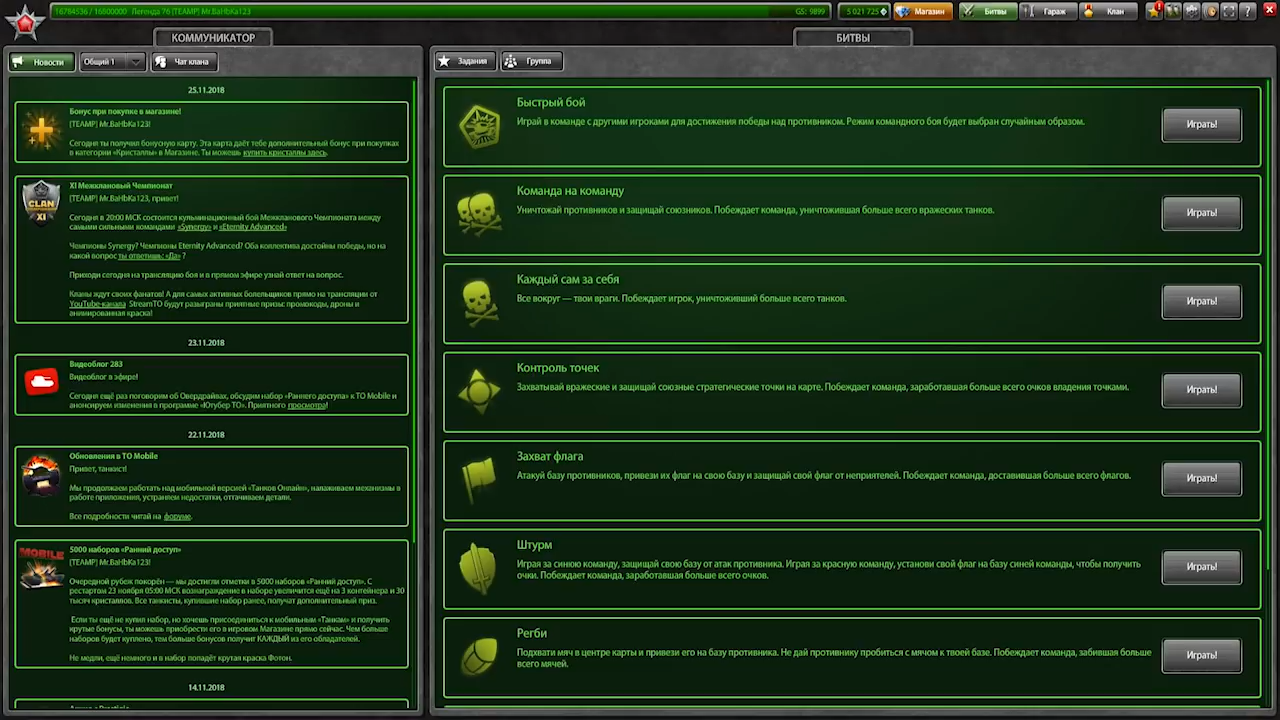 16784536 / 16500000 Легенда 76 [TEAMP] Mr.BaHbKa123
GS: 9899
5 021 725
Магазин
Битвы
Гараж
Клан
КОММУНИКАТОР
БИТВЫ
Новости
Общий 1
Чат клана
25.11.2018
Бонус при покупке в магазине!
[TEAMP] Mr.BaHbKa123!
Сегодня ты получил бонусную карту. Эта карта даёт тебе дополнительный бонус при покупках
в категории «Кристаллы» в Магазине. Ты можешь купить кристаллы здесь.
CLAN
XI
XI Межклановый Чемпионат
[TEAMP] Mr.BaHbKa123, привет!
Сегодня в 20:00 МСК состоится кульминационный бой Межкланового Чемпионата между
самыми сильными командами «Synergy» и «Eternity Advanced»
Чемпионы Synergy? Чемпионы Eternity Advanced? Оба коллектива достойны победы, но на
какой вопрос ты ответишь: «Да» ?
Приходи сегодня на трансляцию боя и в прямом эфире узнай ответ на вопрос.
Кланы ждут своих фанатов! А для самых активных болельщиков прямо на трансляции от
YouTube-канала StreamTO будут разыграны приятные призы: промокоды, дроны и
анимированная краска!
23.11.2018
Видеоблог 283
Видеоблог в эфире!
Сегодня ещё раз поговорим об Овердрайвах, обсудим набор «Раннего доступа» к ТО Mobile и
анонсируем изменения в программе «Ютубер ТО». Приятного просмотра!
22.11.2018
Обновления в ТО Mobile
Привет, танкист!
Мы продолжаем работать над мобильной версией «Танков Онлайн», налаживаем механизмы в
работе приложения, устраняем недостатки, оттачиваем детали.
Все подробности читай на форуме.
MOBILE
5000 наборов «Ранний доступ»
[TEAMP] Mr.BaHbKa123!
Очередной рубеж покорён — мы достигли отметки в 5000 наборов «Ранний доступ». С
рестартом 23 ноября 05:00 МСК вознаграждение в наборе увеличится ещё на 3 контейнера и 30
тысяч кристаллов. Все танкисты, купившие набор ранее, получат дополнительный приз.
Если ты ещё не купил набор, но хочешь присоединиться к мобильным «Танкам» и получить
крутые бонусы, ты можешь приобрести его в игровом Магазине прямо сейчас. Чем больше
наборов будет куплено, тем больше бонусов получит КАЖДЫЙ из его обладателей.
Не медли, ещё немного и в набор попадёт крутая краска Фотон.
14.11.2018
Задания
Группа
Быстрый бой
Играй в команде с другими игроками для достижения победы над противником. Режим командного боя будет выбран случайным образом.
Играть!
Команда на команду
Уничтожай противников и защищай союзников. Побеждает команда, уничтожившая больше всего вражеских танков.
Играть!
Каждый сам за себя
Все вокруг — твои враги. Побеждает игрок, уничтоживший больше всего танков.
Играть!
Контроль точек
Захватывай вражеские и защищай союзные стратегические точки на карте. Побеждает команда, заработавшая больше всего очков владения точками.
Играть!
Захват флага
Атакуй базу противников, привези их флаг на свою базу и защищай свой флаг от неприятелей. Побеждает команда, доставившая больше всего флагов.
Играть!
Штурм
Играя за синюю команду, защищай свою базу от атак противника. Играя за красную команду, установи свой флаг на базу синей команды, чтобы получить
очки. Побеждает команда, заработавшая больше всего очков.
Играть!
Регби
Подхвати мяч в центре карты и привези его на базу противника. Не дай противнику пробиться с мячом к твоей базе. Побеждает команда, забившая больше
всего мячей.
Играть!